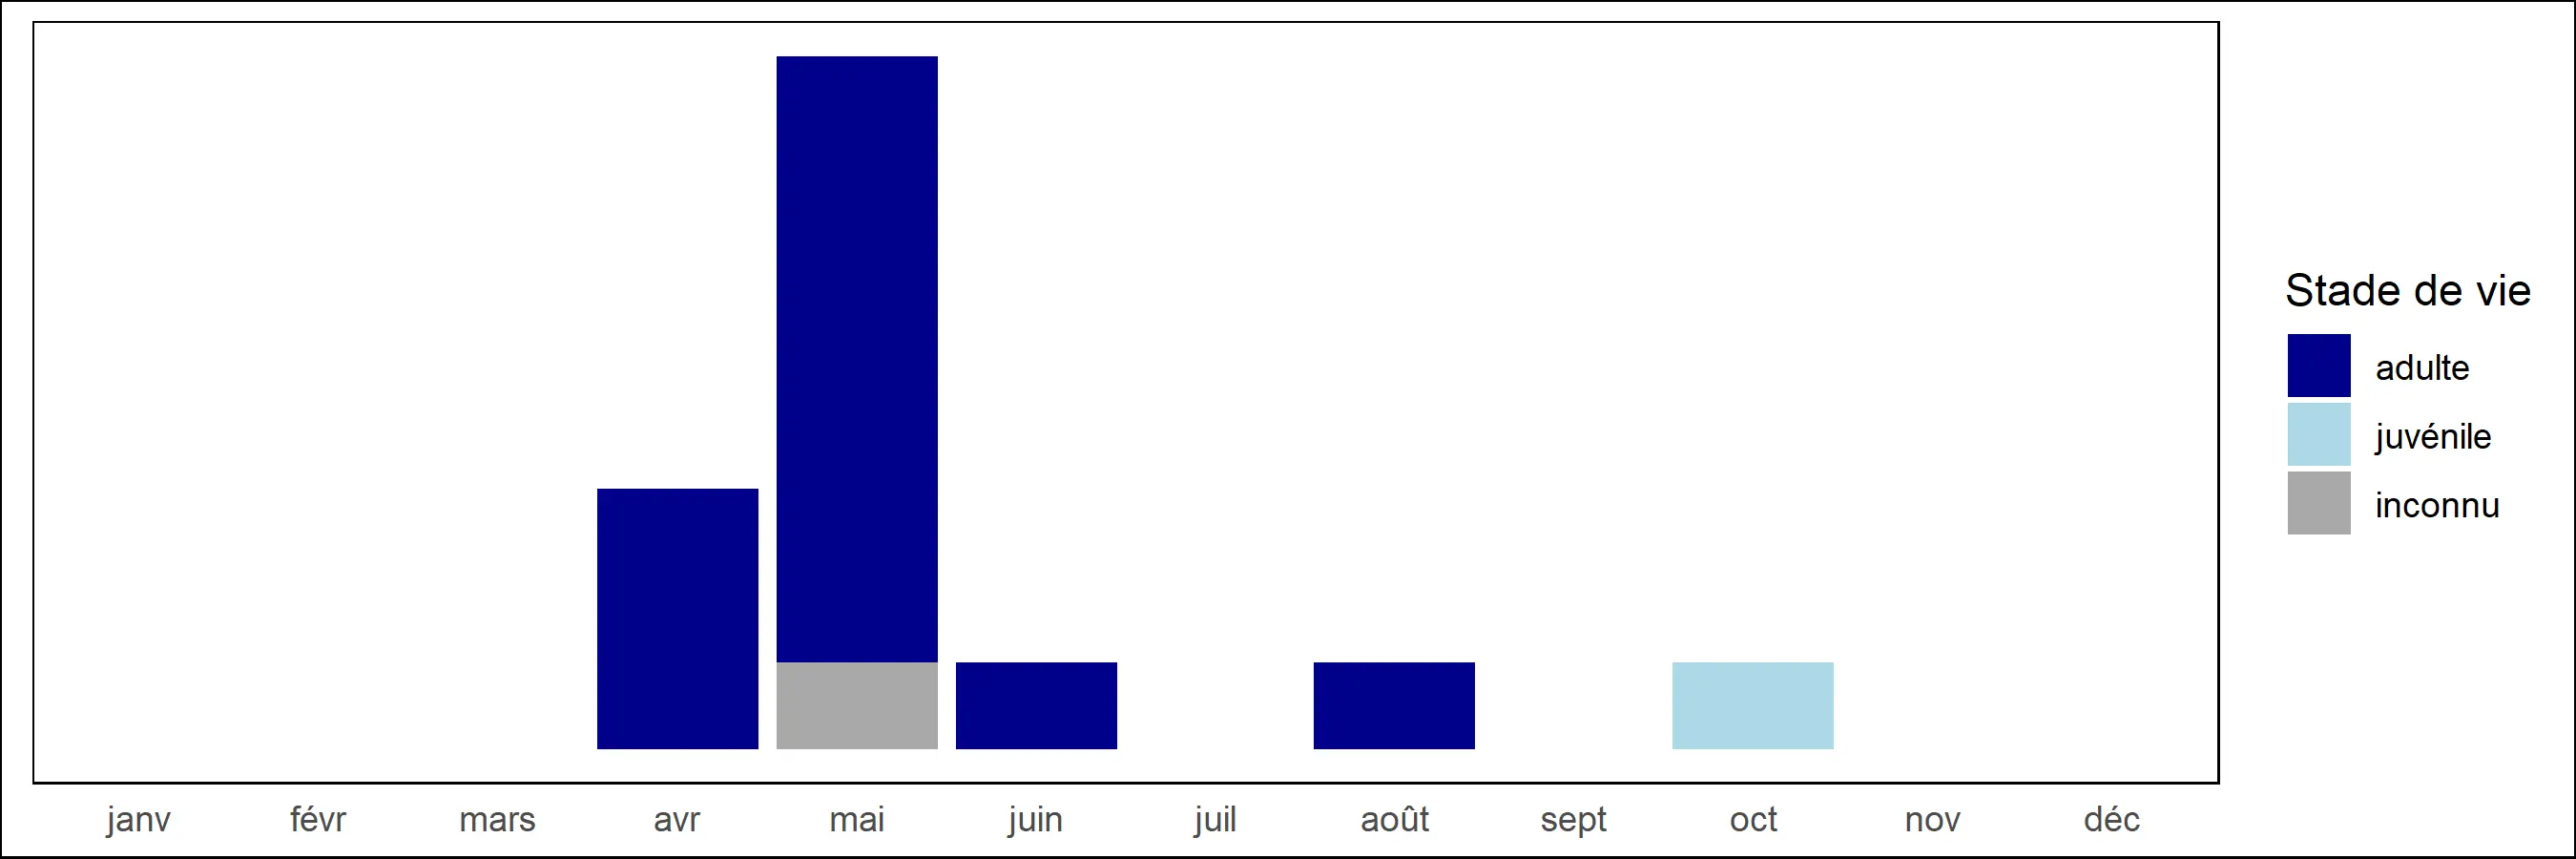 Stade de vie
adulte
juvénile
inconnu
janv févr mars avr mai juin juil août sept oct nov déc